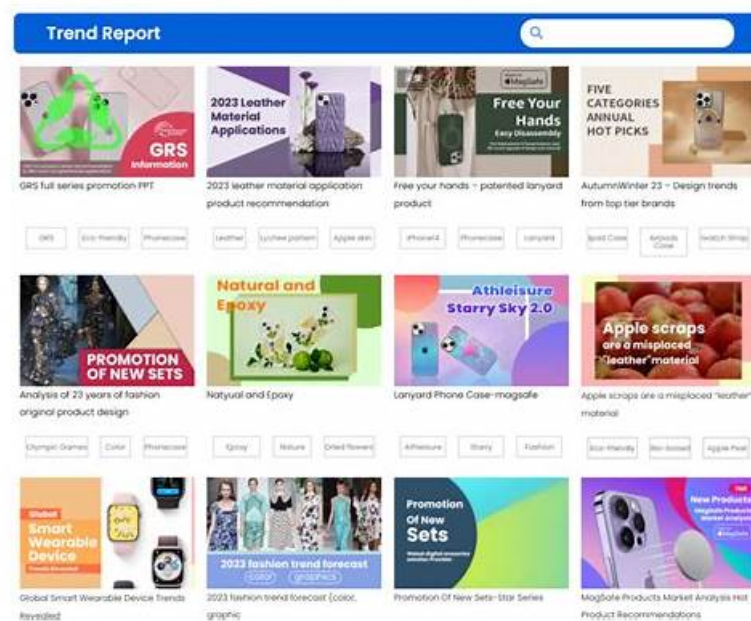 Trend Report
GRS
Information
GRS full series promotion PPT
GRS
Eco-friendly
Phonecase
2023 Leather
Material
Applications
2023 leather material application
product recommendation
Leather
Lychee pattern
Apple skin
MagSafe
Free Your
Hands
Easy Disassembly
Free your hands - patented lanyard
product
iPhone14
Phonecase
Lanyard
FIVE
CATEGORIES
ANNUAL
HOT PICKS
AutumnWinter 23 - Design trends
from top tier brands
Ipad Case
Airpods
Case
iwatch Strap
PROMOTION
OF NEW SETS
Analysis of 23 years of fashion
original product design
Olympic Games
Color
Phonecase
Natural and
Epoxy
Natyual and Epoxy
Epoxy
Nature
Dried flowers
Athleisure
Starry Sky 2.0
Lanyard Phone Case-magsafe
Athleisure
Starry
Fashion
Apple scraps
are a misplaced
"leather"material
Apple scraps are a misplaced "leather"
material
Eco-friendly
Bio-based
Apple Peel
Global
Smart
Wearable
Device
Trends Revealed
Global Smart Wearable Device Trends
Revealed
2023 fashion trend forecast
color
graphics
2023 fashion trend forecast (color,
graphic
Promotion
Of New
Sets
Promotion Of New Sets-Star Series
New Products
MagSafe Products
Market Analysis
MagSafe Products Market Analysis Hot
Product Recommendations